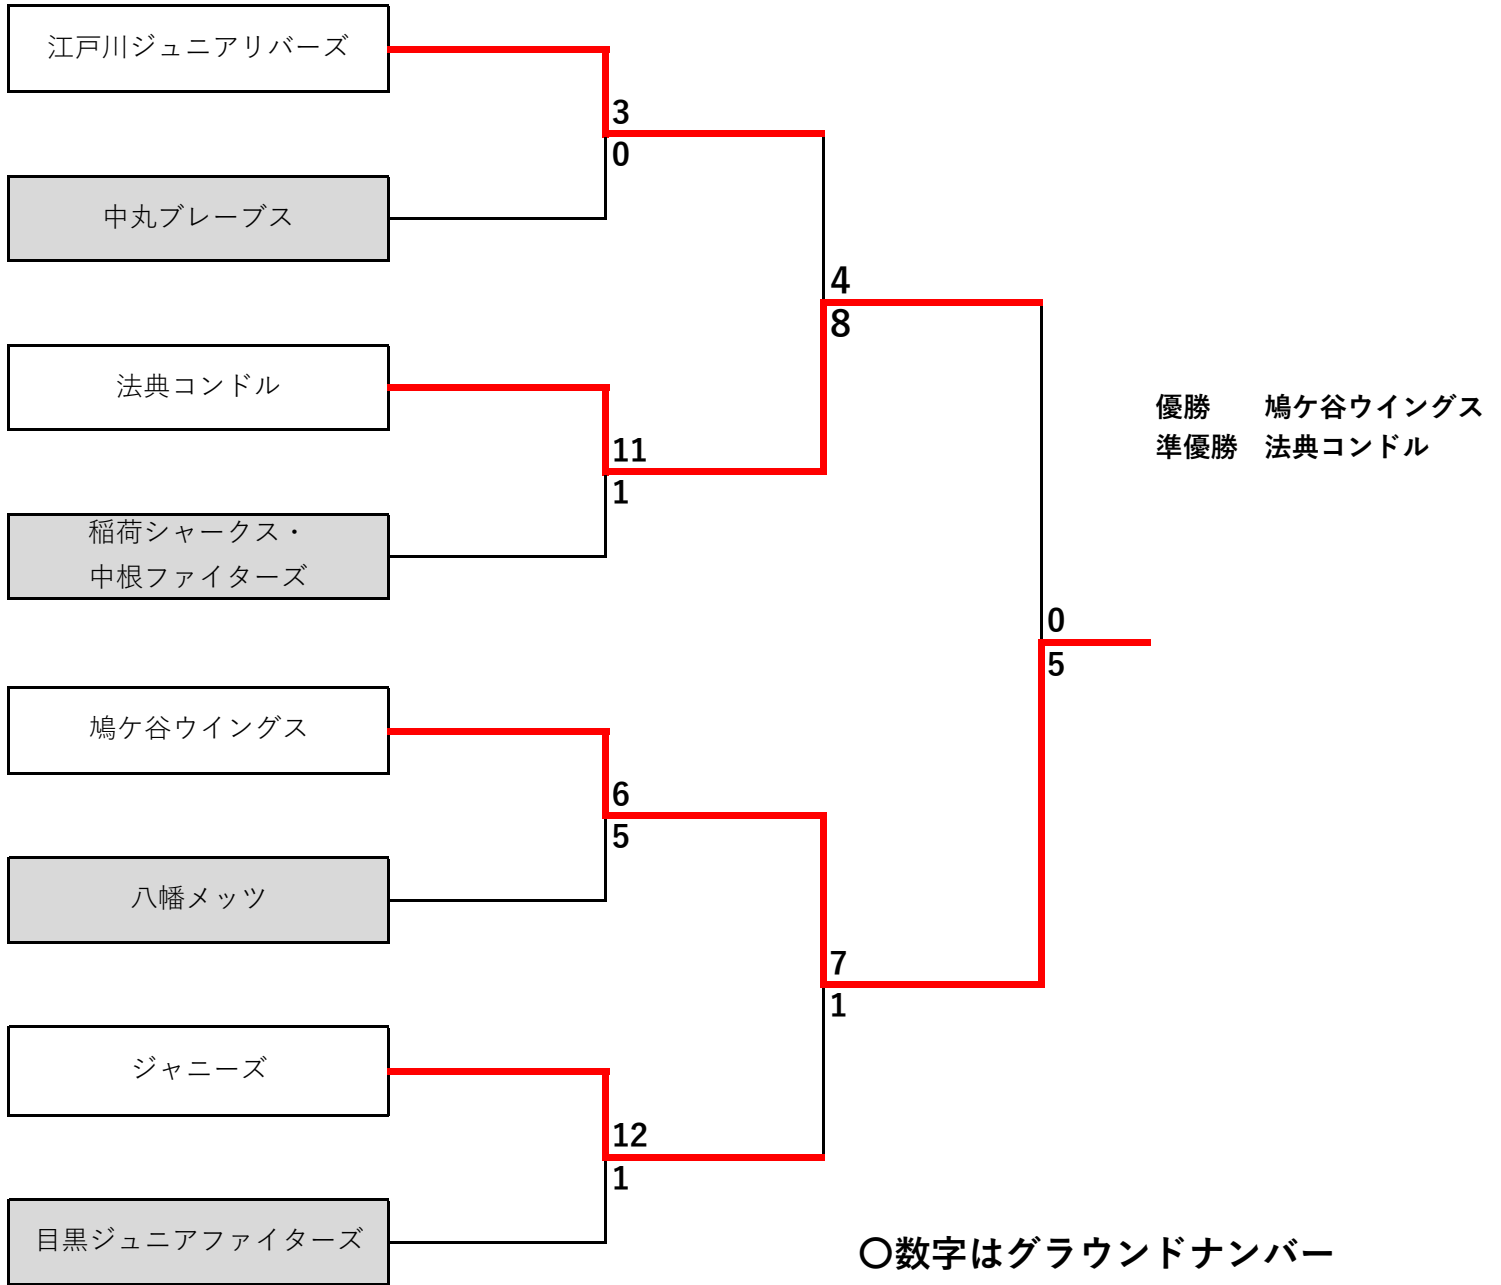 江戸川ジュニアリバーズ
3
0
中丸ブレーブス
4
8
法典コンドル
優勝　　鳩ケ谷ウイングス
準優勝　法典コンドル
11
1
稲荷シャークス・
中根ファイターズ
0
5
鳩ケ谷ウイングス
6
5
八幡メッツ
7
1
ジャニーズ
12
1
目黒ジュニアファイターズ
〇数字はグラウンドナンバー